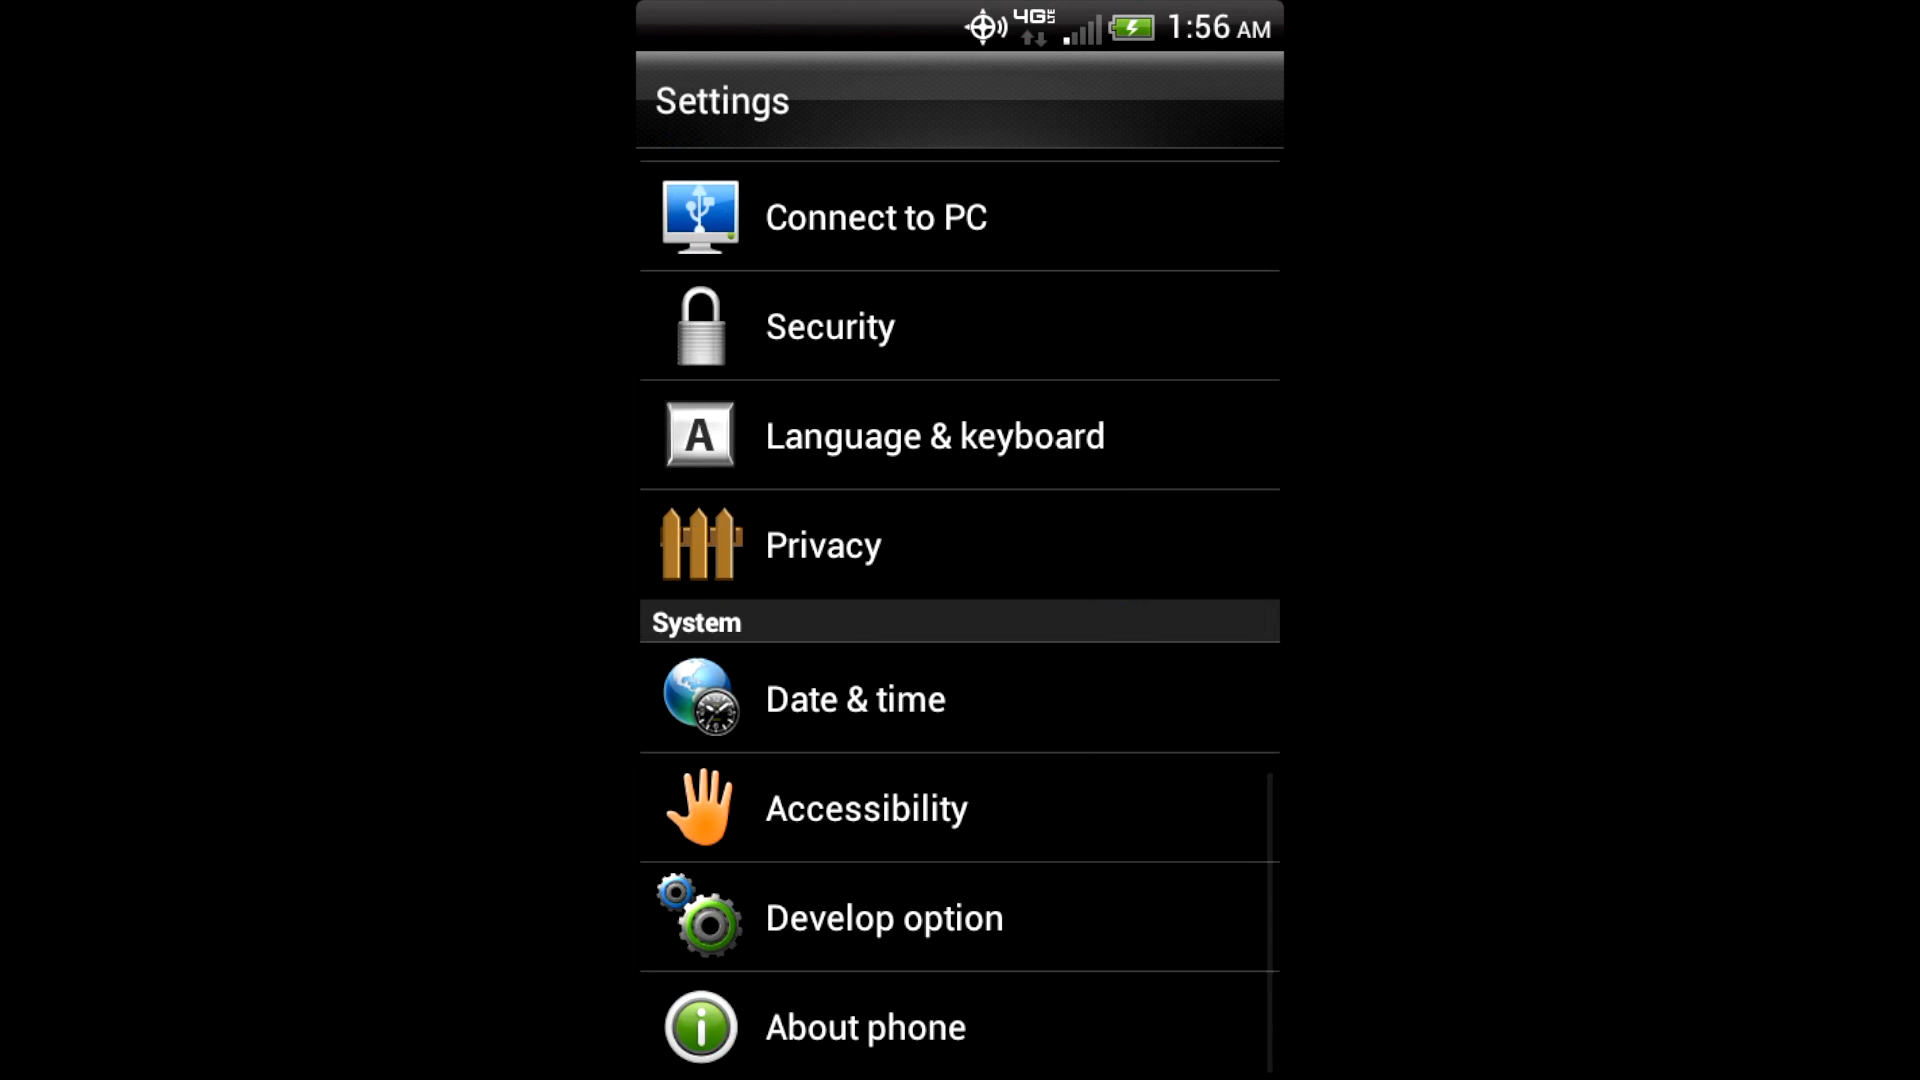 4G LTE 1:56 AM
Settings
Connect to PC
Security
A Language & keyboard
Privacy
System
Date & time
Accessibility
Develop option
i About phone